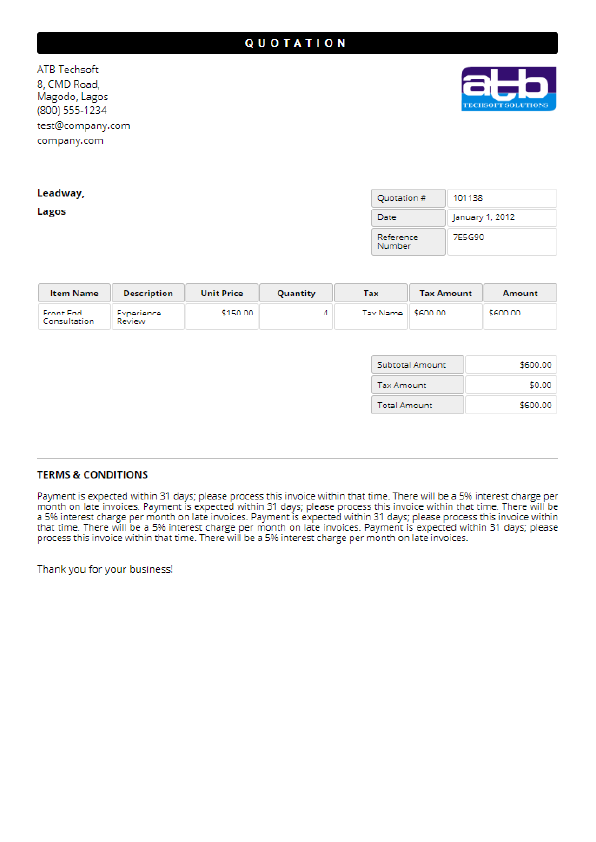 QUOTATION
ATB Techsoft
8, CMD Road,
Magodo, Lagos
(800) 555-1234
test@company.com
company.com
atb
TECHSOFT SOLUTIONS
Leadway,
Lagos
Quotation # 101138
Date January 1, 2012
Reference Number 7E5G90
Item Name Description Unit Price Quantity Tax Tax Amount Amount
Front End Experience $150.00 4 Tax Name $600.00 $600.00
Consultation Review
Subtotal Amount $600.00
Tax Amount $0.00
Total Amount $600.00
TERMS & CONDITIONS
Payment is expected within 31 days; please process this invoice within that time. There will be a 5% interest charge per
month on late invoices. Payment is expected within 31 days; please process this invoice within that time. There will be
a 5% interest charge per month on late invoices. Payment is expected within 31 days; please process this invoice within
that time. There will be a 5% interest charge per month on late invoices. Payment is expected within 31 days; please
process this invoice within that time. There will be a 5% interest charge per month on late invoices.
Thank you for your business!